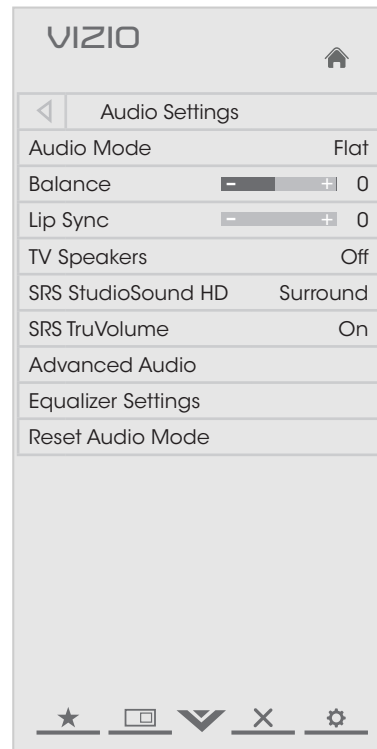 VIZIO
Audio Settings
Audio Mode Flat
Balance - + 0
Lip Sync - + 0
TV Speakers Off
SRS StudioSound HD Surround
SRS TruVolume On
Advanced Audio
Equalizer Settings
Reset Audio Mode